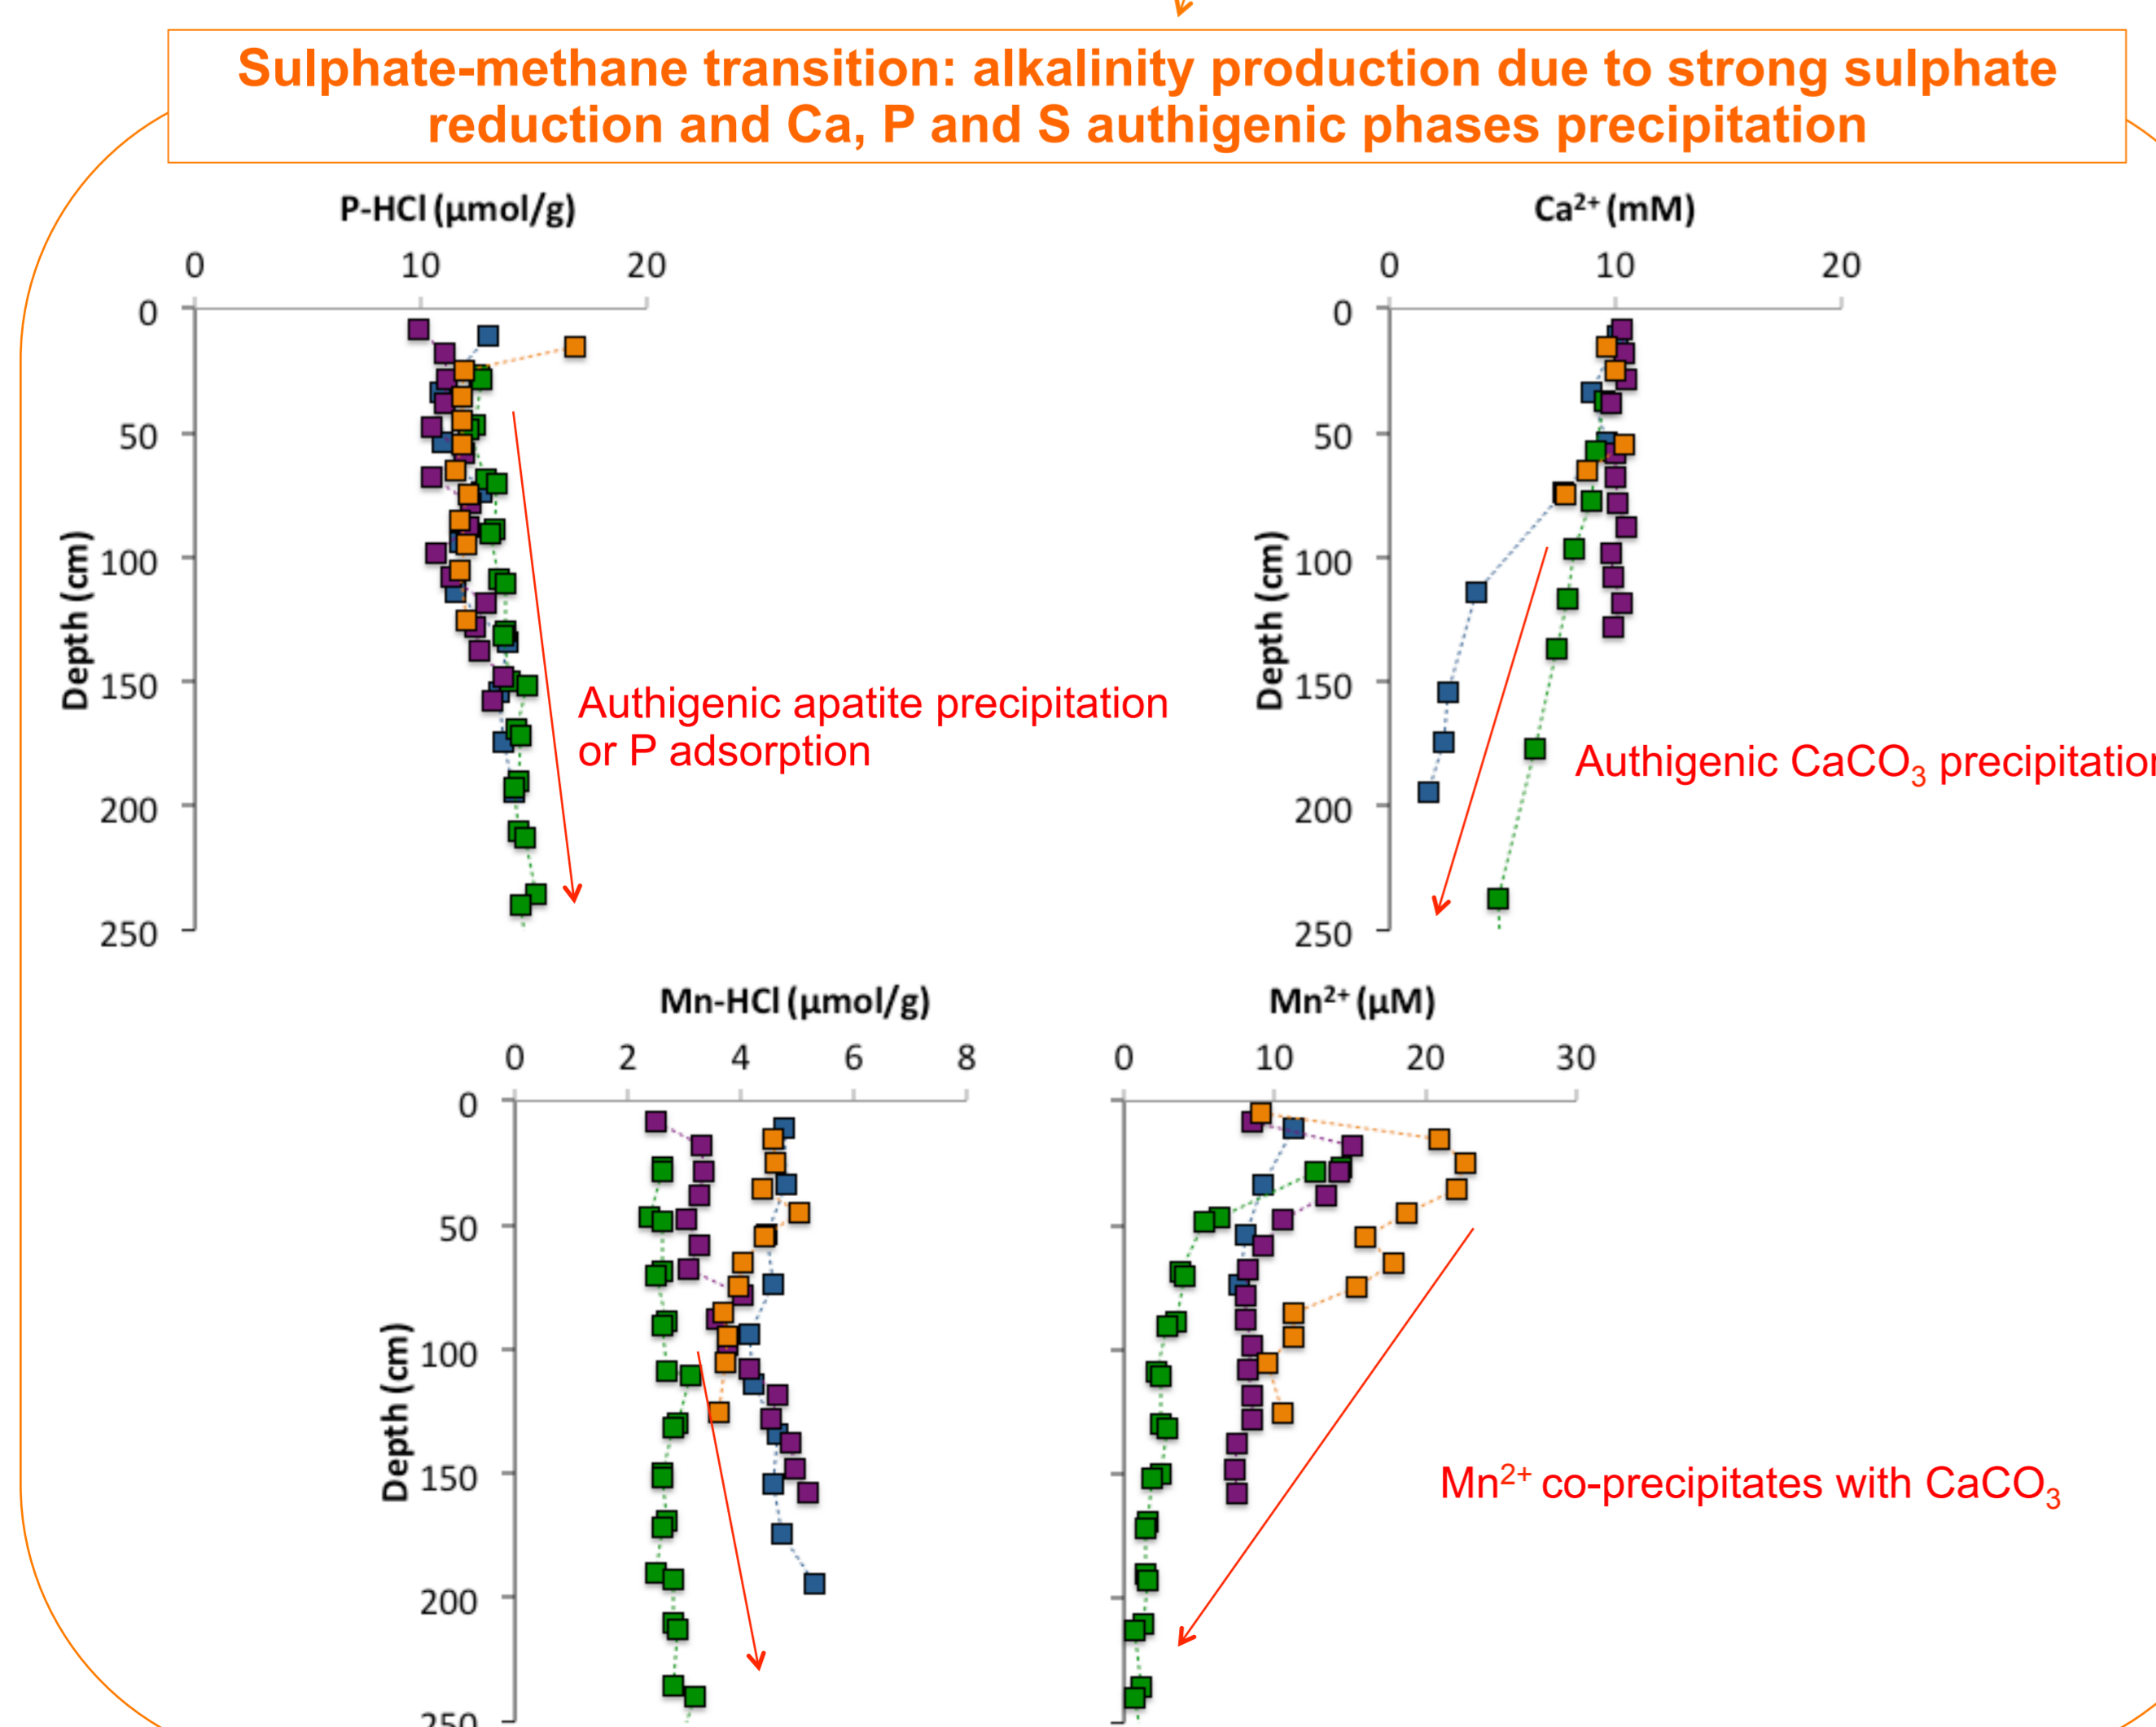 Sulphate-methane transition: alkalinity production due to strong sulphate
reduction and Ca, P and S authigenic phases precipitation
P-HCl (μmol/g)
0 10 20
0
50
100
150
200
250
Depth (cm)
Authigenic apatite precipitation
or P adsorption
Ca²⁺ (mM)
0 10 20
0
50
100
150
200
250
Depth (cm)
Authigenic CaCO₃ precipitation
Mn-HCl (μmol/g)
0 2 4 6 8
0
50
100
150
200
250
Depth (cm)
Mn²⁺ (μM)
0 10 20 30
Mn²⁺ co-precipitates with CaCO₃